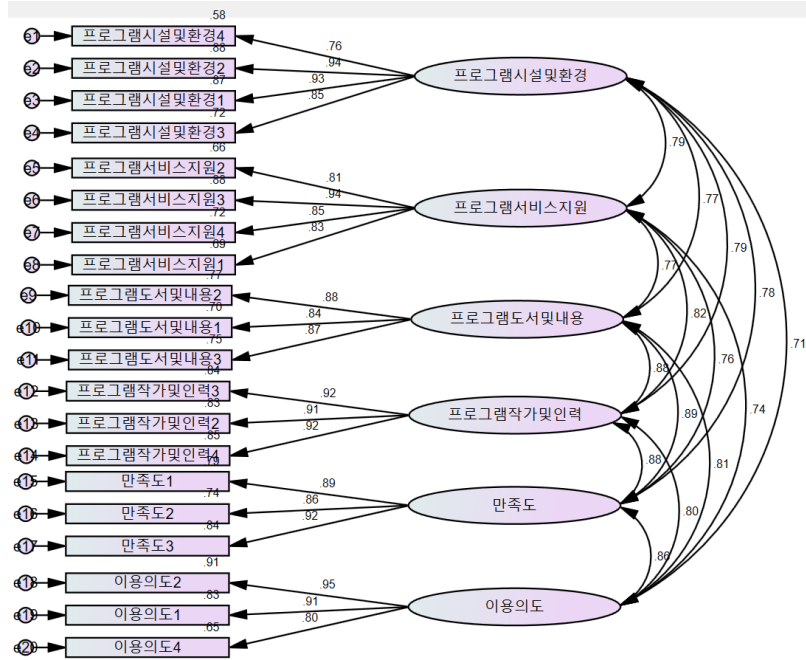 .58
e1 프로그램시설및환경4
.88
e2 프로그램시설및환경2
.87
e3 프로그램시설및환경1
.72
e4 프로그램시설및환경3
.76
.94
.93
.85
프로그램시설및환경
.66
e5 프로그램서비스지원2
.88
e6 프로그램서비스지원3
.72
e7 프로그램서비스지원4
.69
e8 프로그램서비스지원1
.81
.94
.85
.83
프로그램서비스지원
.77
e9 프로그램도서및내용2
.70
e10 프로그램도서및내용1
.75
e11 프로그램도서및내용3
.88
.84
.87
프로그램도서및내용
.84
e12 프로그램작가및인력3
.83
e13 프로그램작가및인력2
.85
e14 프로그램작가및인력4
.92
.91
.92
프로그램작가및인력
.79
e15 만족도1
.74
e16 만족도2
.84
e17 만족도3
.89
.86
.92
만족도
.91
e18 이용의도2
.83
e19 이용의도1
.65
e20 이용의도4
.95
.91
.80
이용의도
.79
.77
.79
.78
.71
.77
.82
.76
.74
.88
.89
.81
.88
.80
.86